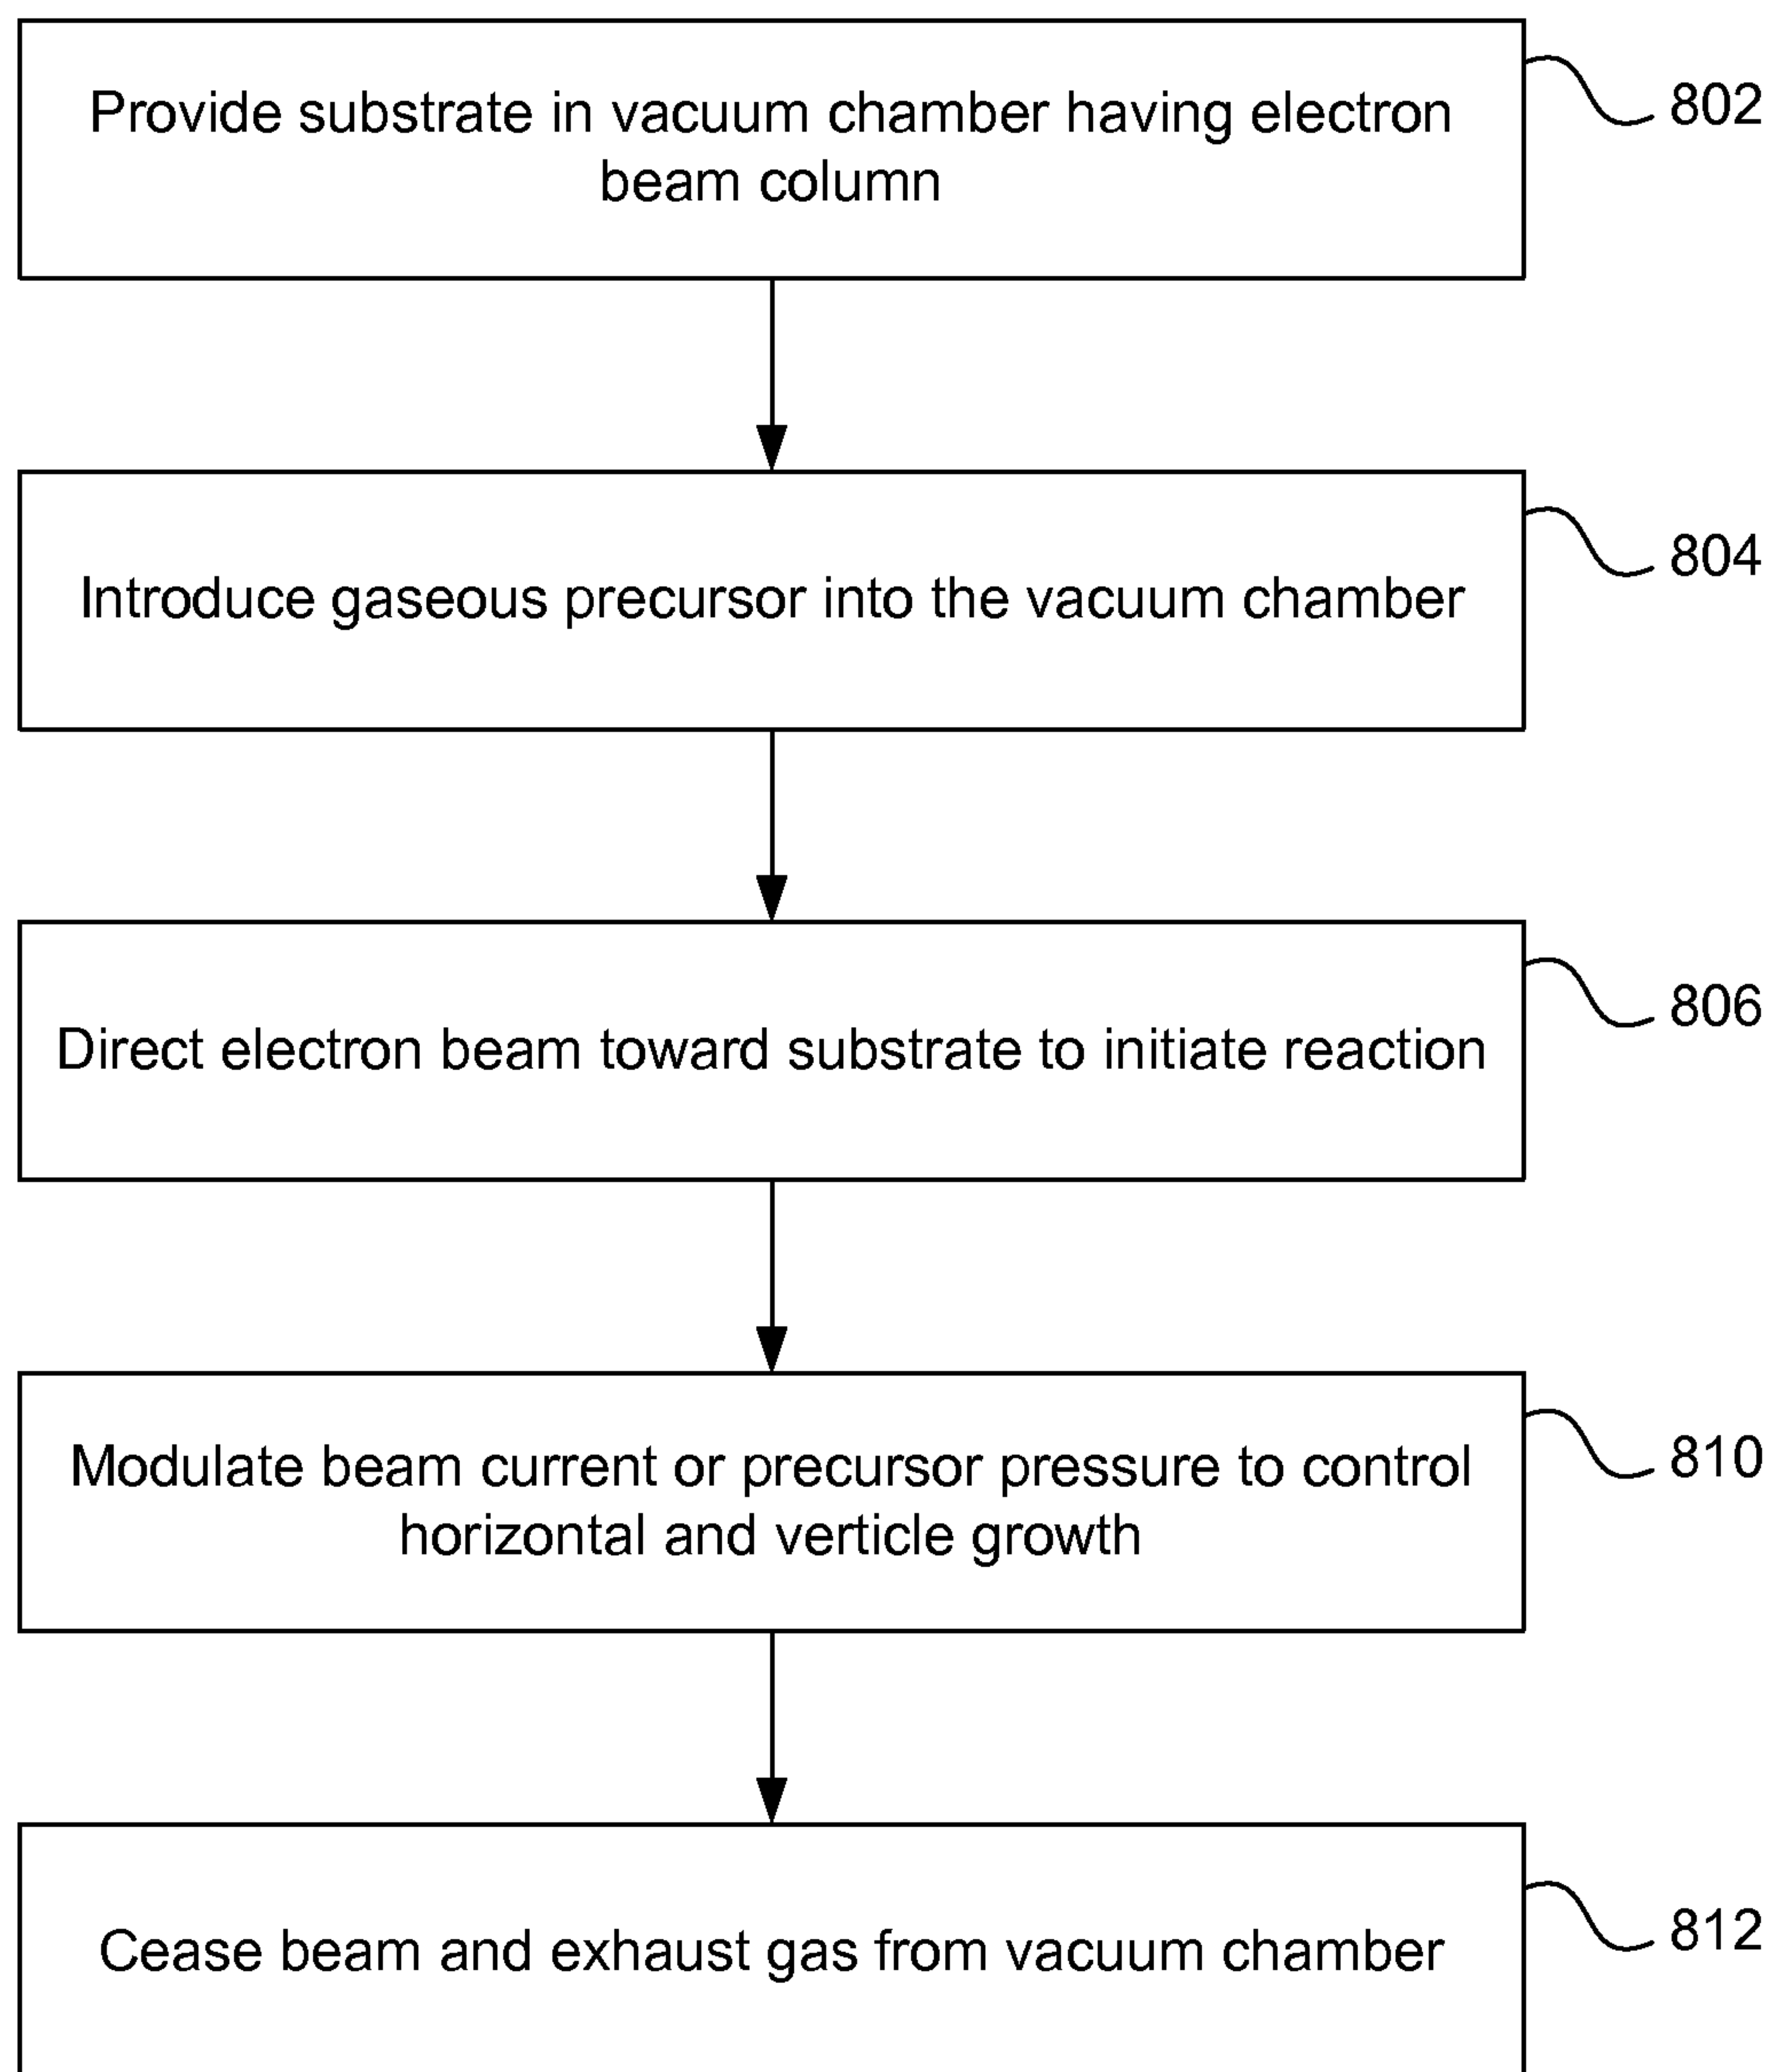 Provide substrate in vacuum chamber having electron
beam column
802
Introduce gaseous precursor into the vacuum chamber
804
Direct electron beam toward substrate to initiate reaction
806
Modulate beam current or precursor pressure to control
horizontal and verticle growth
810
Cease beam and exhaust gas from vacuum chamber
812